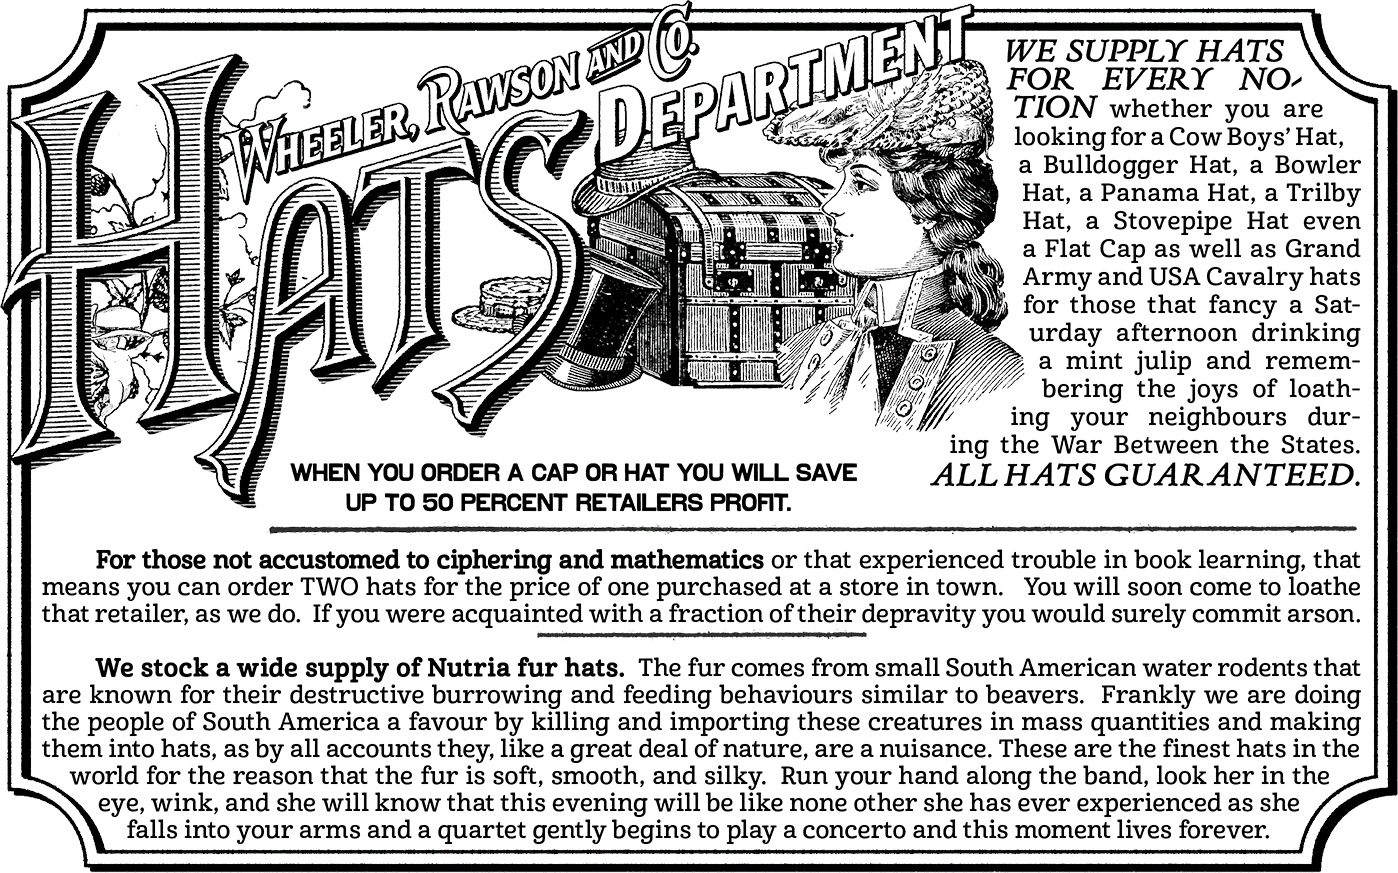 WHEELER, RAWSON AND CO.
HATS DEPARTMENT
WE SUPPLY HATS
FOR EVERY NO-
TION whether you are
looking for a Cow Boys' Hat,
a Bulldogger Hat, a Bowler
Hat, a Panama Hat, a Trilby
Hat, a Stovepipe Hat even
a Flat Cap as well as Grand
Army and USA Cavalry hats
for those that fancy a Sat-
urday afternoon drinking
a mint julip and remem-
bering the joys of loath-
ing your neighbours dur-
ing the War Between the States.
ALL HATS GUARANTEED.
WHEN YOU ORDER A CAP OR HAT YOU WILL SAVE
UP TO 50 PERCENT RETAILERS PROFIT.
For those not accustomed to ciphering and mathematics or that experienced trouble in book learning, that
means you can order TWO hats for the price of one purchased at a store in town. You will soon come to loathe
that retailer, as we do. If you were acquainted with a fraction of their depravity you would surely commit arson.
We stock a wide supply of Nutria fur hats. The fur comes from small South American water rodents that
are known for their destructive burrowing and feeding behaviours similar to beavers. Frankly we are doing
the people of South America a favour by killing and importing these creatures in mass quantities and making
them into hats, as by all accounts they, like a great deal of nature, are a nuisance. These are the finest hats in the
world for the reason that the fur is soft, smooth, and silky. Run your hand along the band, look her in the
eye, wink, and she will know that this evening will be like none other she has ever experienced as she
falls into your arms and a quartet gently begins to play a concerto and this moment lives forever.